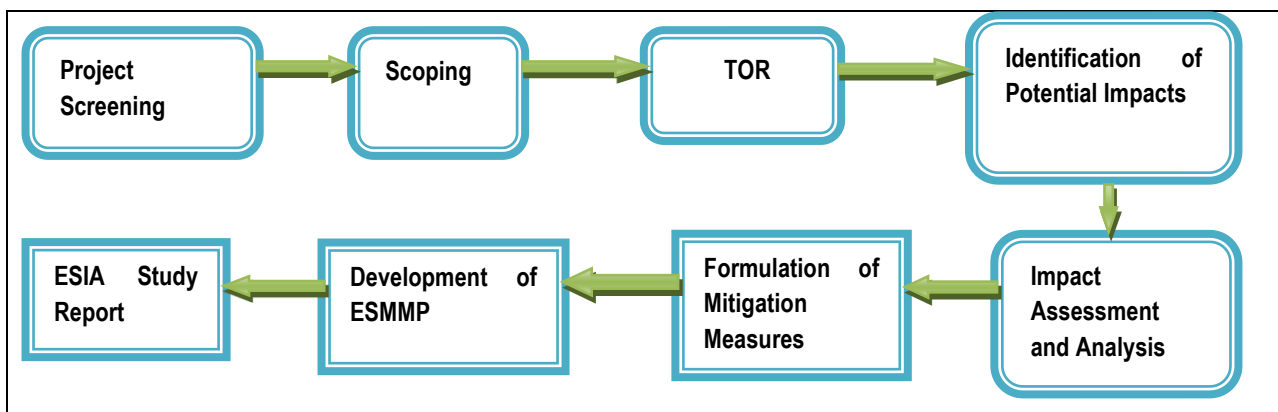 Project
Screening
Scoping
TOR
Identification of
Potential Impacts
Impact
Assessment
and Analysis
Formulation of
Mitigation
Measures
Development of
ESMMP
ESIA Study
Report